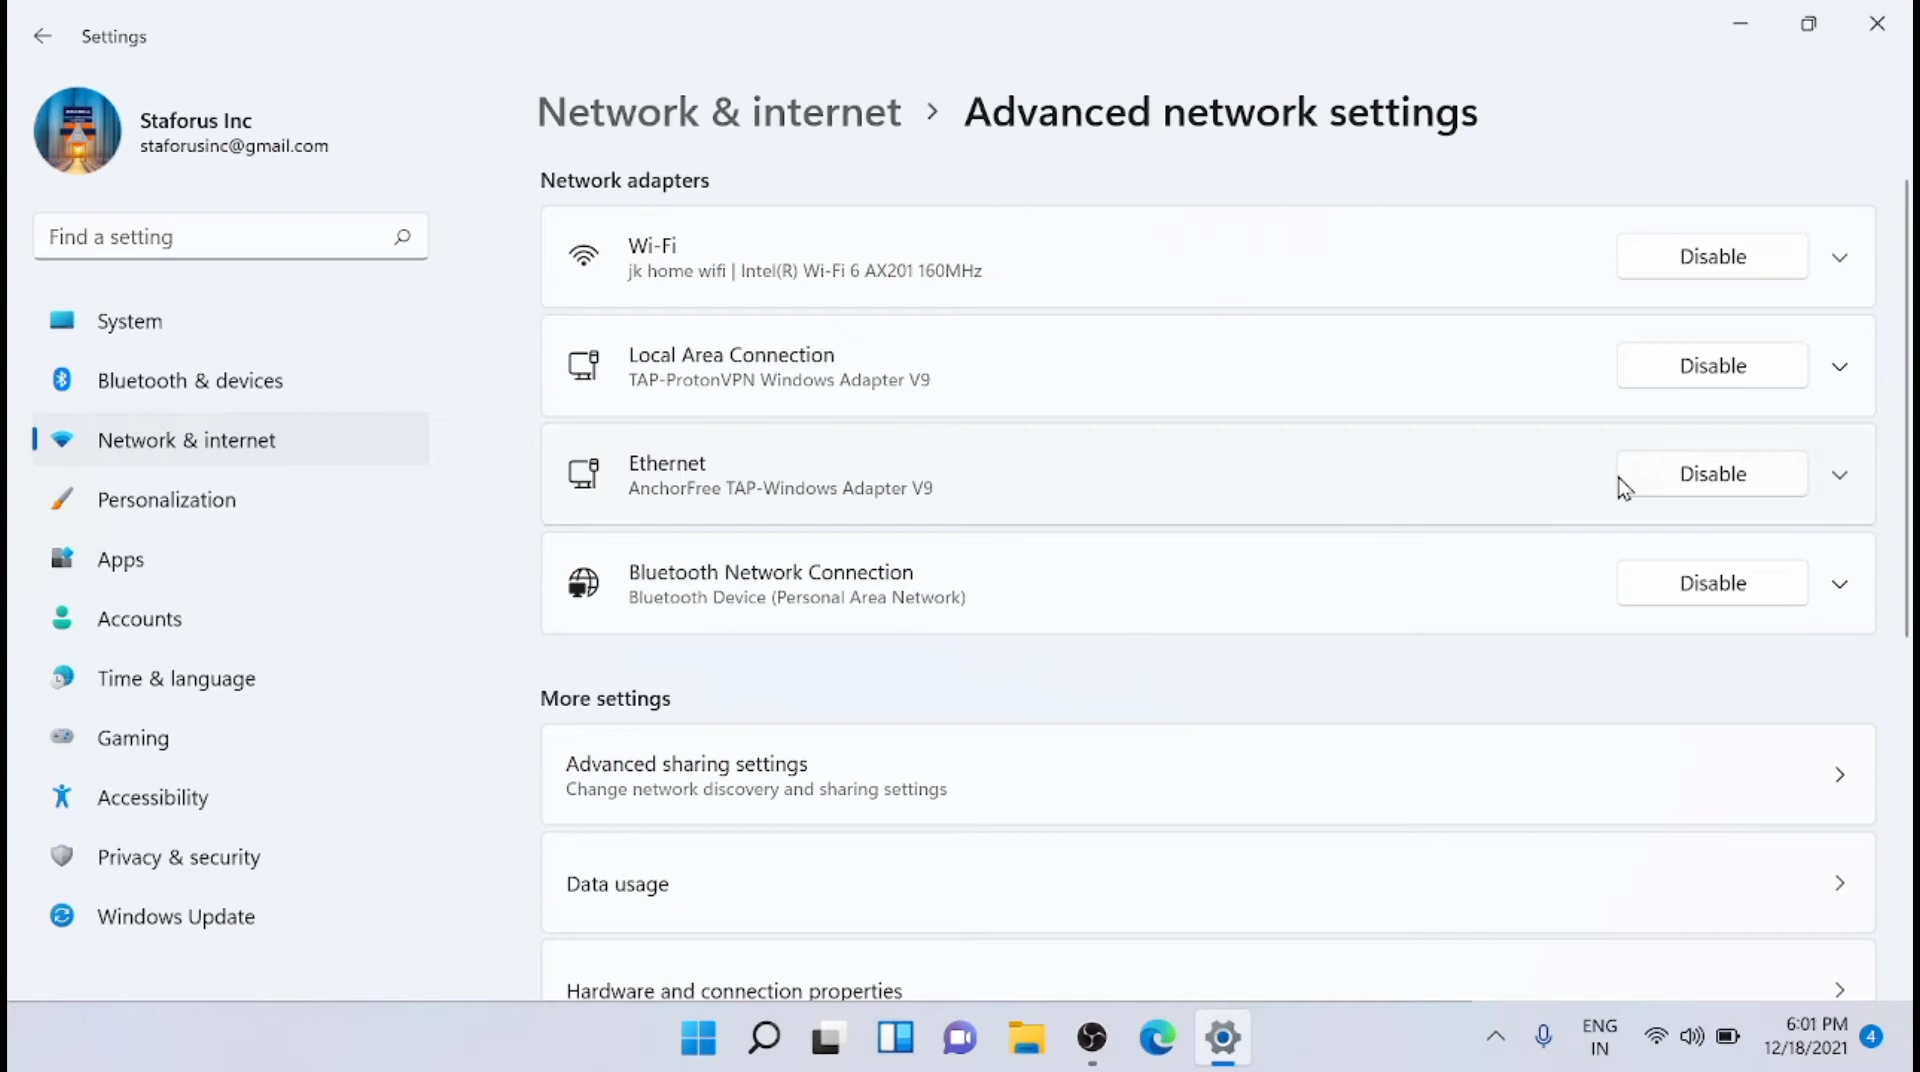 Settings
Staforus Inc
staforusinc@gmail.com
Find a setting
System
Bluetooth & devices
Network & internet
Personalization
Apps
Accounts
Time & language
Gaming
Accessibility
Privacy & security
Windows Update
Network & internet > Advanced network settings
Network adapters
Wi-Fi
jk home wifi | Intel(R) Wi-Fi 6 AX201 160MHz
Disable
Local Area Connection
TAP-ProtonVPN Windows Adapter V9
Disable
Ethernet
AnchorFree TAP-Windows Adapter V9
Disable
Bluetooth Network Connection
Bluetooth Device (Personal Area Network)
Disable
More settings
Advanced sharing settings
Change network discovery and sharing settings
Data usage
Hardware and connection properties
ENG
IN
6:01 PM
12/18/2021
4